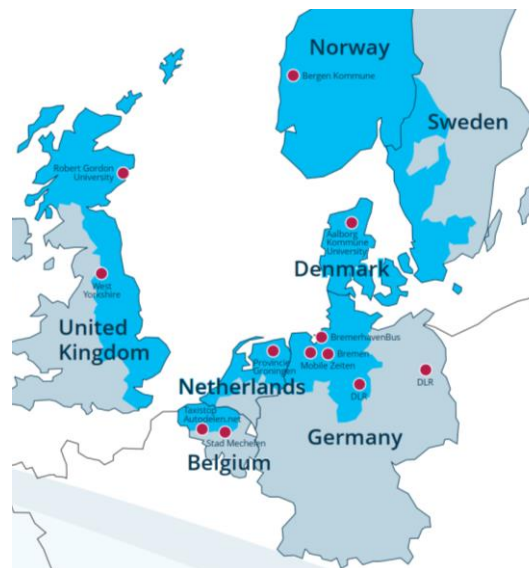 Norway
Bergen Kommune
Sweden
Robert Gordon
University
Aalborg
Kommune
University
Denmark
West
Yorkshire
United
Kingdom
BremerhavenBus
Bremen
Mobile Zeiten
Provincie
Groningen
Netherlands
DLR
DLR
Taxistop
Autodelen.net
Stad Mechelen
Germany
Belgium